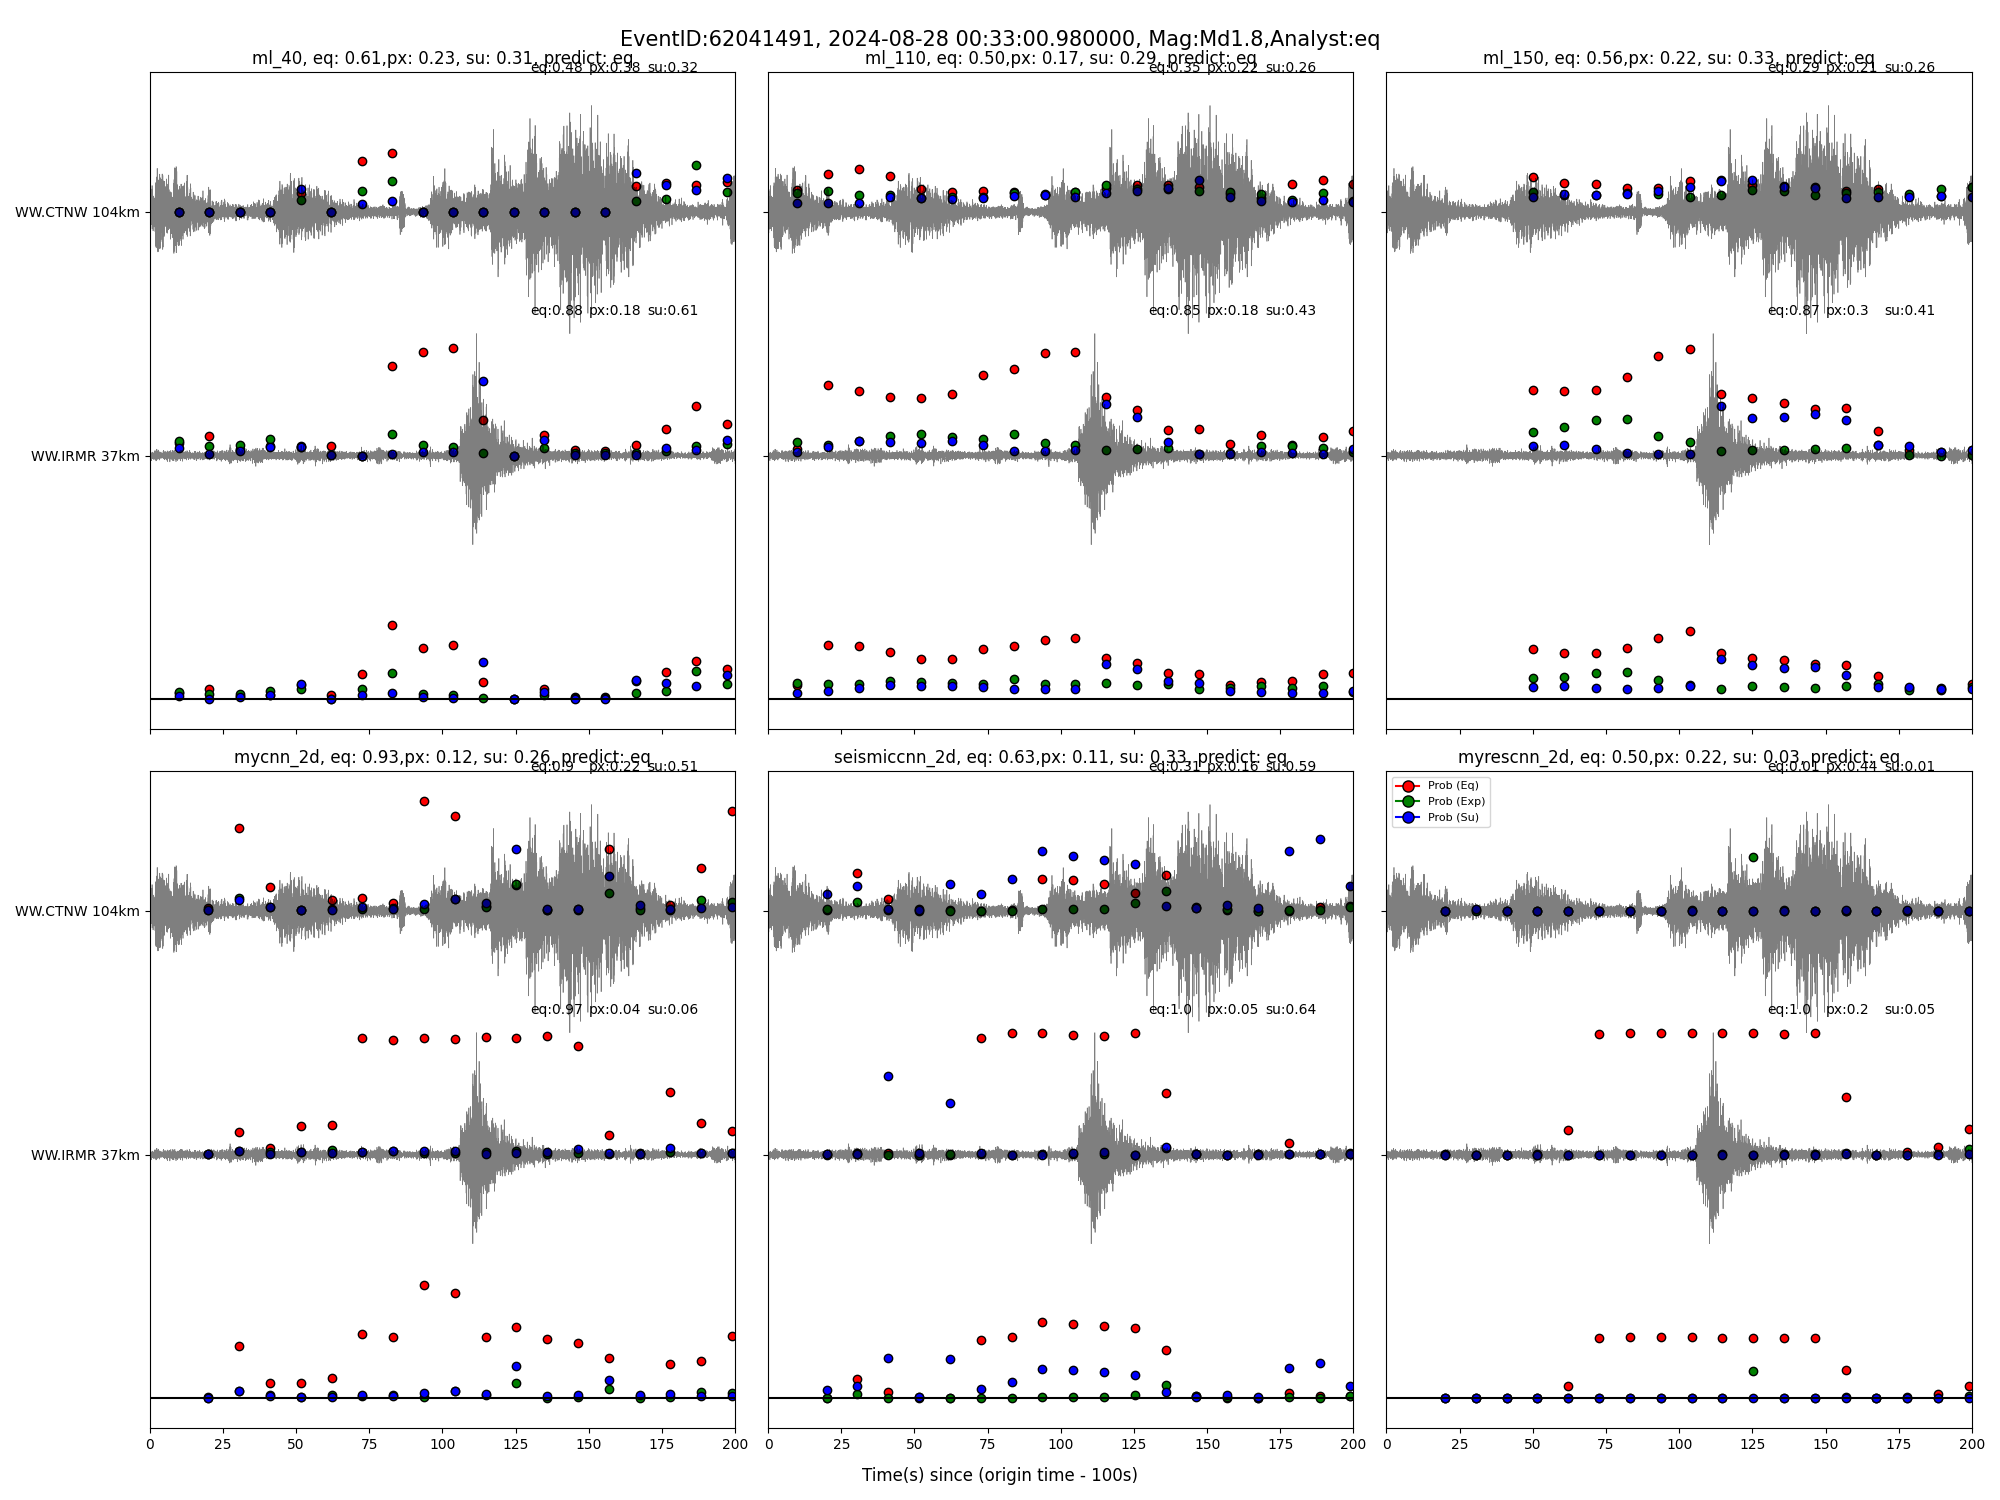 EventID:62041491, 2024-08-28 00:33:00.980000, Mag:Md1.8,Analyst:eq
ml_40, eq: 0.61,px: 0.23, su: 0.31, predict: eq
eq:0.48 px:0.38 su:0.32
WW.CTNW 104km
eq:0.88 px:0.18 su:0.61
WW.IRMR 37km
ml_110, eq: 0.50,px: 0.17, su: 0.29, predict: eq
eq:0.35 px:0.22 su:0.26
eq:0.85 px:0.18 su:0.43
ml_150, eq: 0.56,px: 0.22, su: 0.33, predict: eq
eq:0.29 px:0.21 su:0.26
eq:0.87 px:0.3 su:0.41
mycnn_2d, eq: 0.93,px: 0.12, su: 0.26, predict: eq
eq:0.9 px:0.22 su:0.51
WW.CTNW 104km
eq:0.97 px:0.04 su:0.06
WW.IRMR 37km
0 25 50 75 100 125 150 175 200
seismiccnn_2d, eq: 0.63,px: 0.11, su: 0.33, predict: eq
eq:0.31 px:0.16 su:0.59
eq:1.0 px:0.05 su:0.64
0 25 50 75 100 125 150 175 200
myrescnn_2d, eq: 0.50,px: 0.22, su: 0.03, predict: eq
eq:0.01 px:0.44 su:0.01
Prob (Eq)
Prob (Exp)
Prob (Su)
eq:1.0 px:0.2 su:0.05
0 25 50 75 100 125 150 175 200
Time(s) since (origin time - 100s)